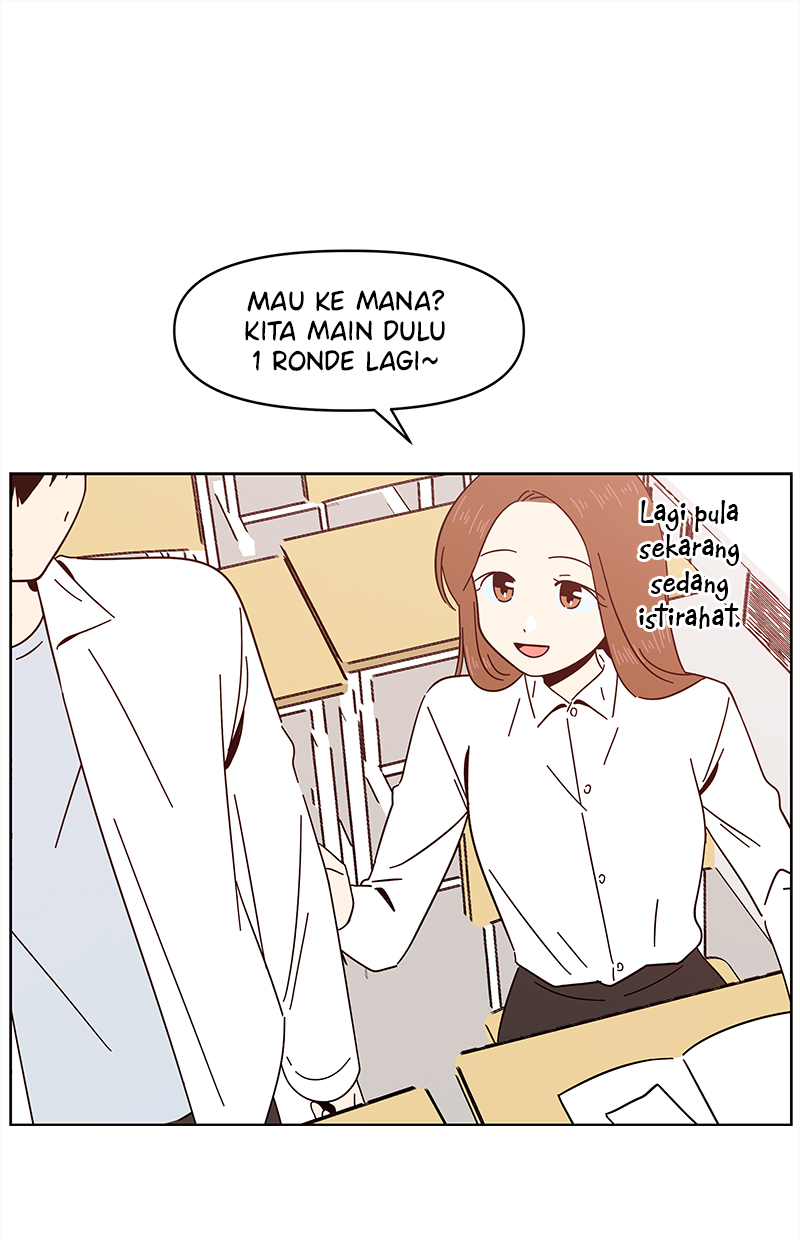 MAU KE MANA?
KITA MAIN DULU
1 RONDE LAGI~
Lagi pula
sekarang
sedang
istirahat.